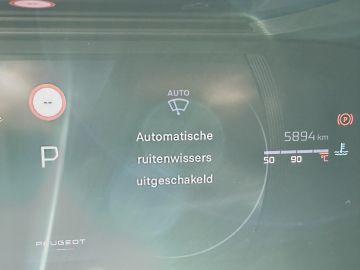 --
AUTO
Automatische
ruitenwissers
uitgeschakeld
P
5894 km
50 90 °C
(P)
PEUGEOT